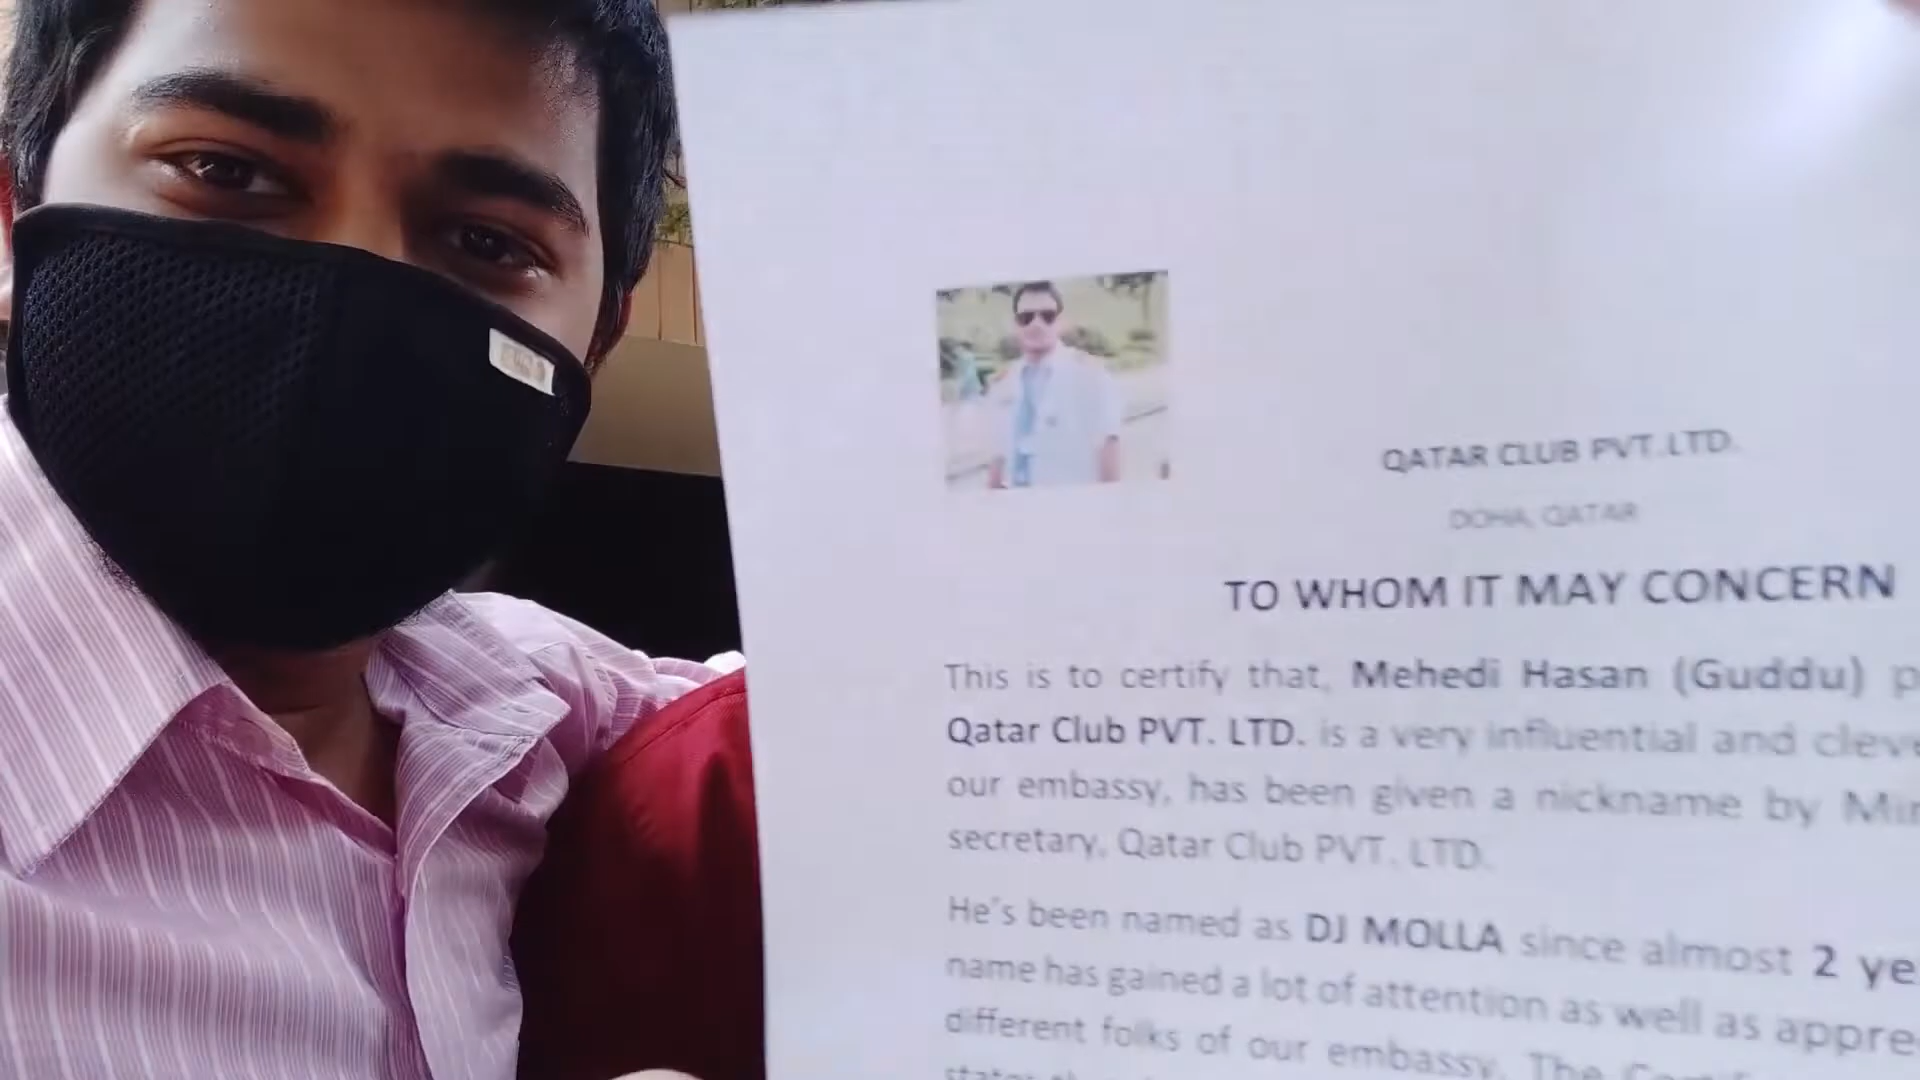 QATAR CLUB PVT.LTD.
DOHA, QATAR
TO WHOM IT MAY CONCERN
This is to certify that, Mehedi Hasan (Guddu)
Qatar Club PVT. LTD. is a very influential and
our embassy, has been given a nickname by
secretary, Qatar Club PVT. LTD.
He's been named as DJ MOLLA since almost 2
name has gained a lot of attention as well as
different folks of our embassy. The